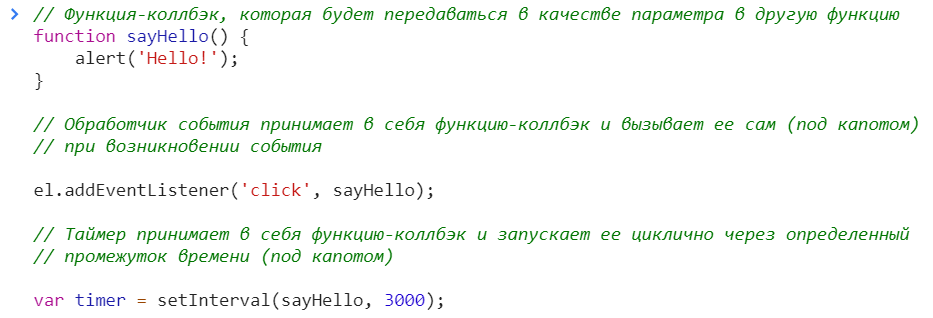 // Функция-коллбэк, которая будет передаваться в качестве параметра в другую функцию
function sayHello() {
    alert('Hello!');
}
// Обработчик события принимает в себя функцию-коллбэк и вызывает ее сам (под капотом)
// при возникновении события
el.addEventListener('click', sayHello);
// Таймер принимает в себя функцию-коллбэк и запускает ее циклично через определенный
// промежуток времени (под капотом)
var timer = setInterval(sayHello, 3000);